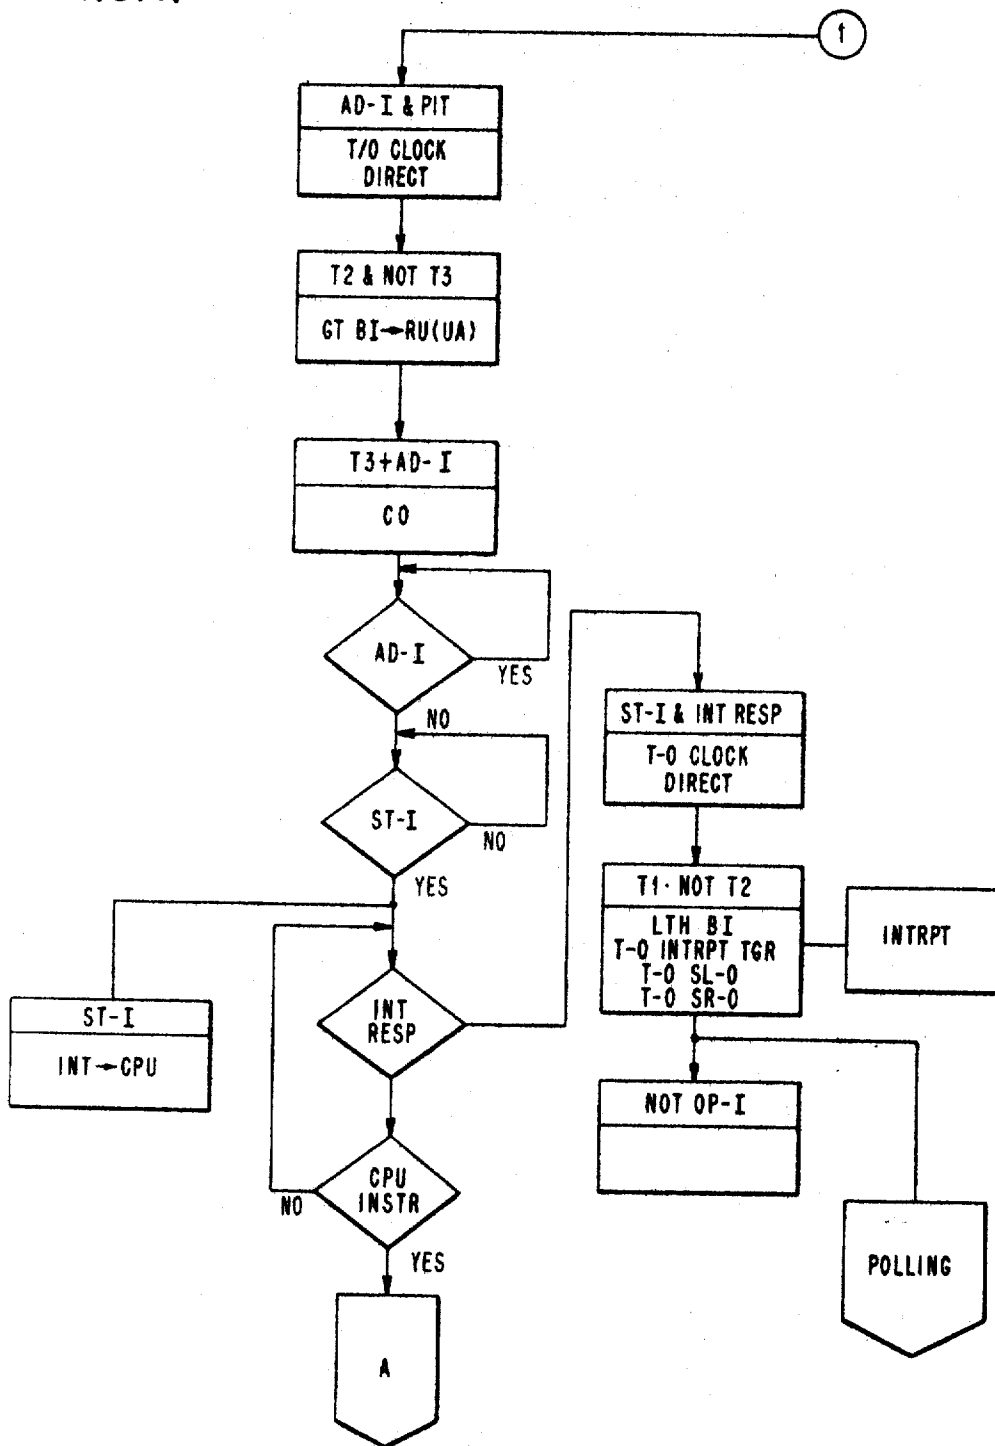 t
AD-I & PIT
T/O CLOCK
DIRECT
T2 & NOT T3
GT BI→RU(UA)
T3+AD-I
CO
AD-I
YES
NO
ST-I
NO
YES
ST-I
INT→CPU
INT
RESP
CPU
INSTR
NO
YES
A
ST-I & INT RESP
T-O CLOCK
DIRECT
T1·NOT T2
LTH BI
T-O INTRPT TGR
T-O SL-O
T-O SR-O
INTRPT
NOT OP-I
POLLING